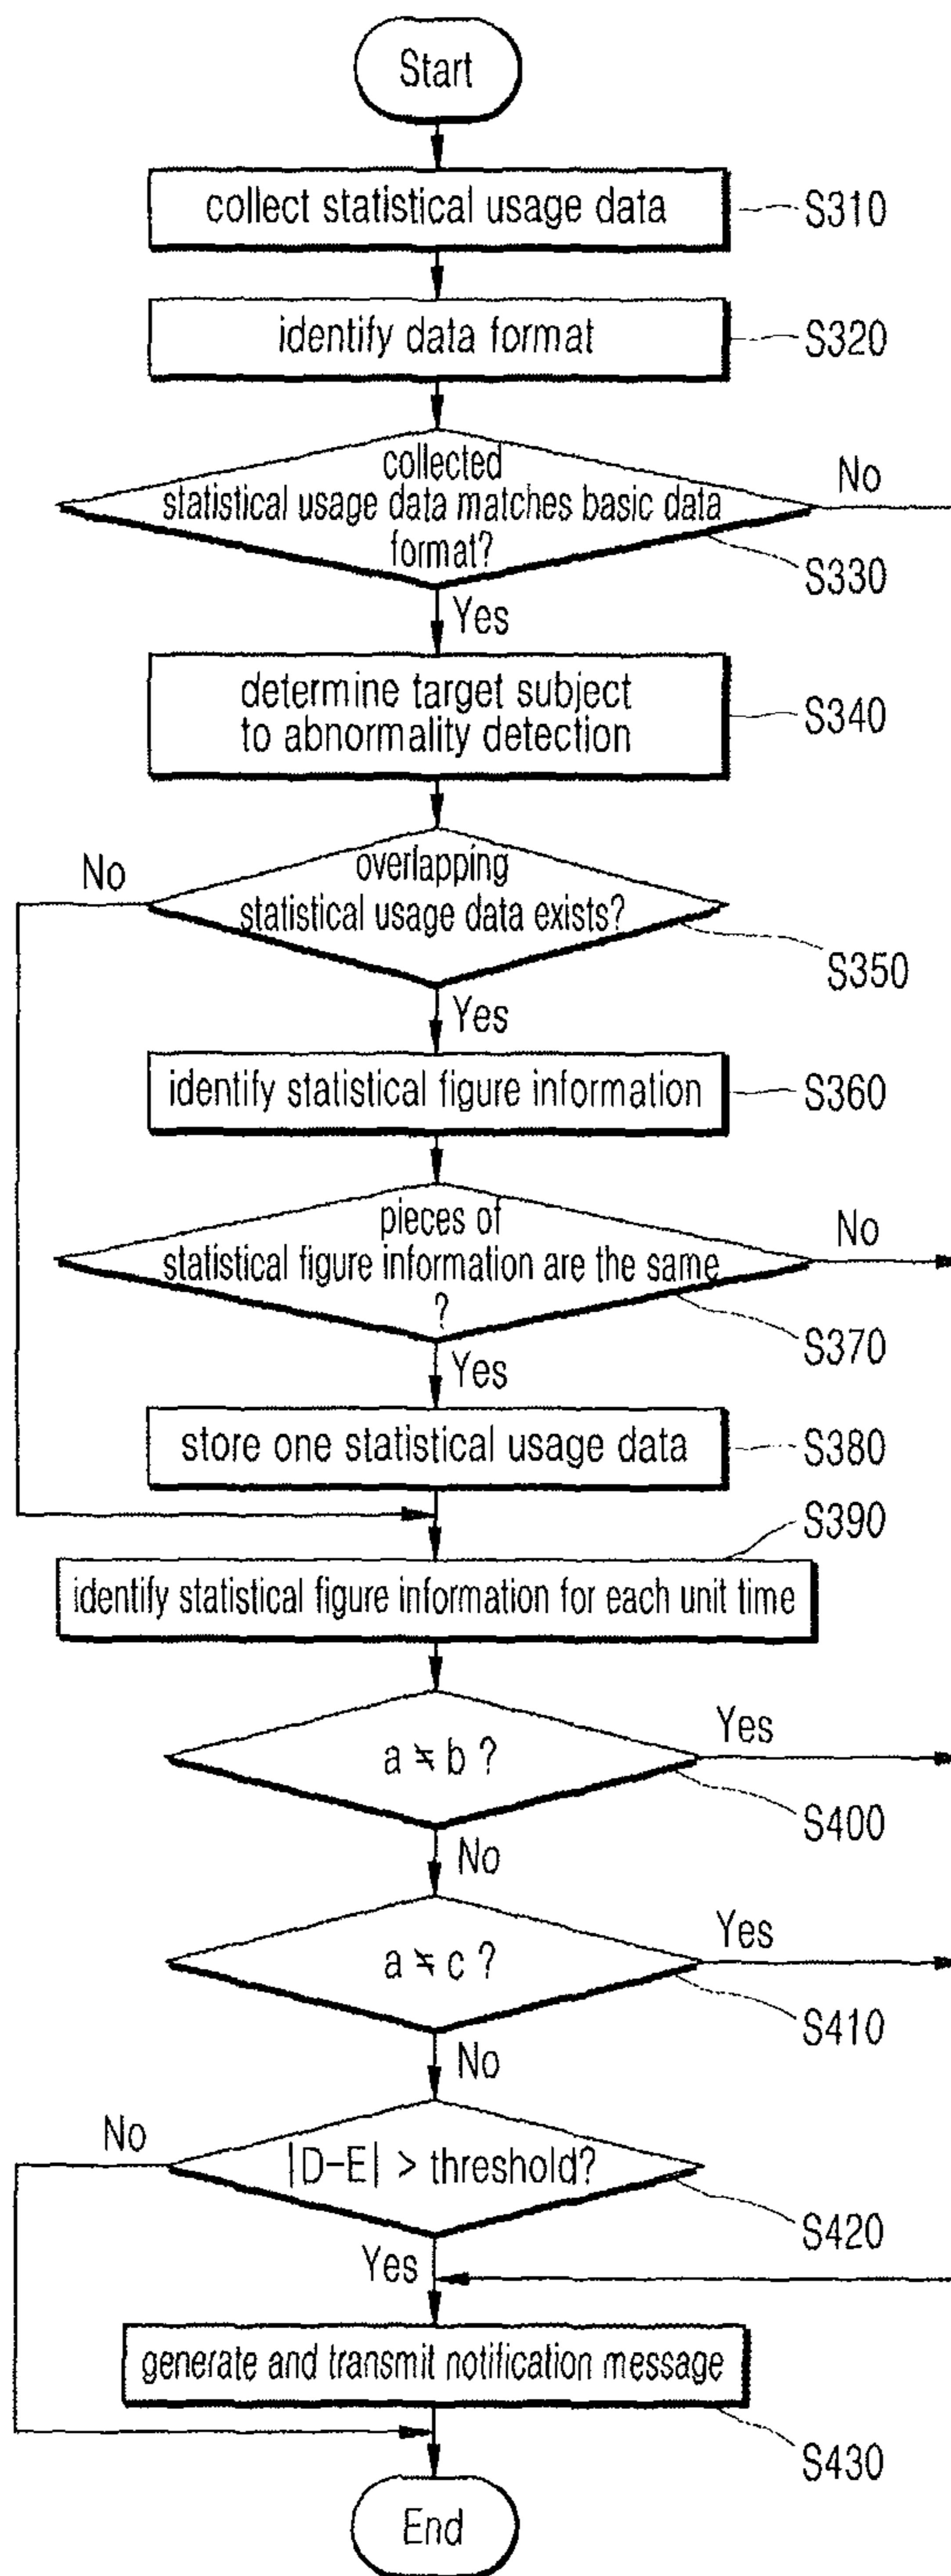 Start
collect statistical usage data
S310
identify data format
S320
collected
statistical usage data matches basic data
format?
No
S330
Yes
determine target subject
to abnormality detection
S340
No
overlapping
statistical usage data exists?
S350
Yes
identify statistical figure information
S360
pieces of
statistical figure information are the same
?
No
S370
Yes
store one statistical usage data
S380
S390
identify statistical figure information for each unit time
a ≠ b ?
Yes
S400
No
a ≠ c ?
Yes
S410
No
No
|D-E| > threshold?
S420
Yes
generate and transmit notification message
S430
End